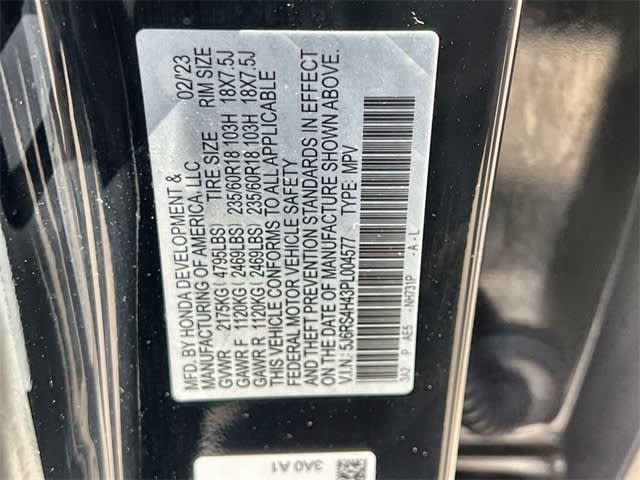 MFD. BY HONDA DEVELOPMENT &
MANUFACTURING OF AMERICA, LLC 02/'23
TIRE SIZE RIM SIZE
GVWR 2175KG ( 4795LBS)
GAWR F 1120KG ( 2469LBS) 235/60R18 103H 18X7.5J
GAWR R 1120KG ( 2469LBS) 235/60R18 103H 18X7.5J
THIS VEHICLE CONFORMS TO ALL APPLICABLE
FEDERAL MOTOR VEHICLE SAFETY
AND THEFT PREVENTION STANDARDS IN EFFECT
ON THE DATE OF MANUFACTURE SHOWN ABOVE.
V.I.N.: 5J6RS4H43PL004577 TYPE: MPV
3A0 P AE5 NH731P -A-L
3A0 A1